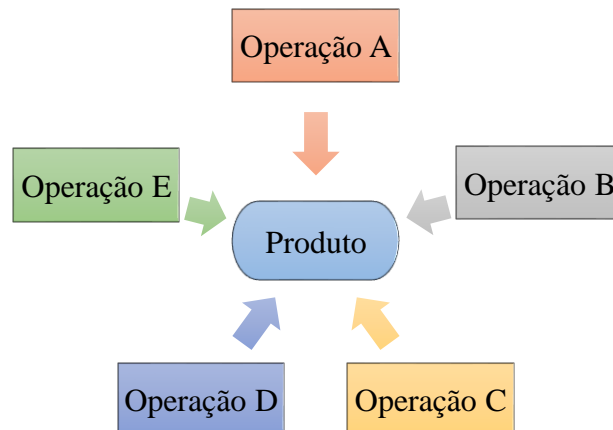 Operação A
Operação E
Operação B
Produto
Operação D
Operação C